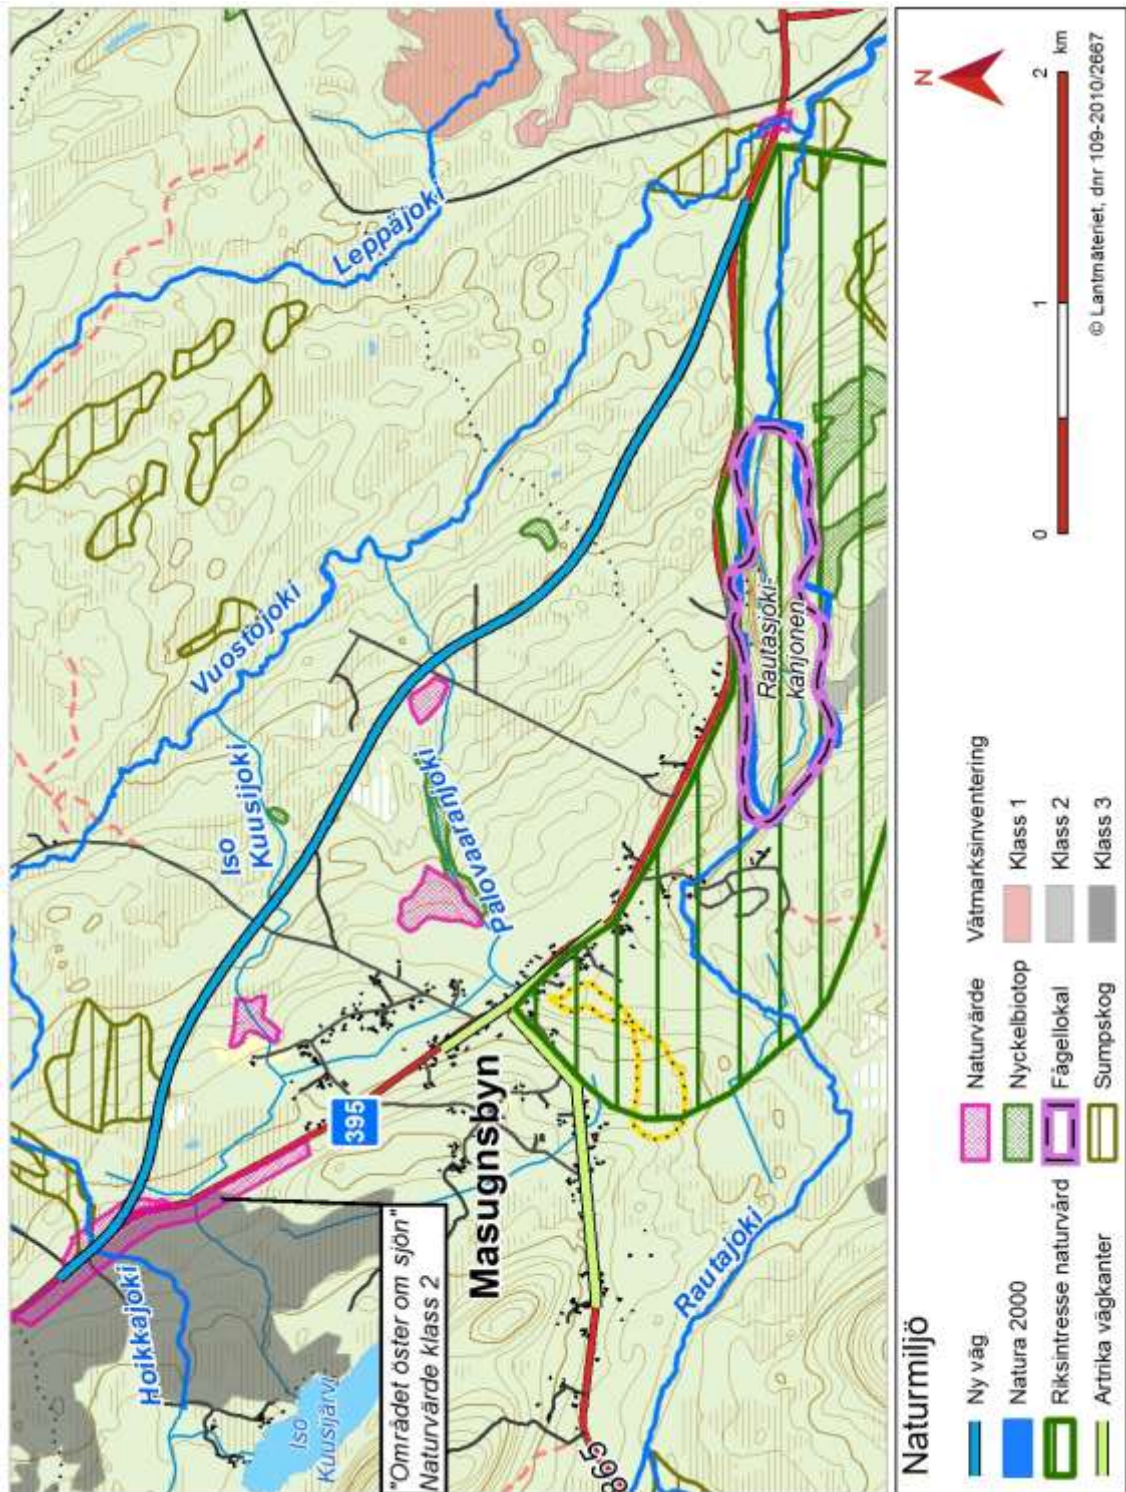 Hoikkajoki
Iso
Kuusijärvi
"Området öster om sjön"
Naturvärde klass 2
395
Masugnsbyn
Iso
Kuusijoki
Vuostojoki
Leppäjoki
Palovaaranjoki
Rautasjoki-
kanjonen
Rautajoki
865
Naturmiljö
Ny väg
Natura 2000
Riksintresse naturvård
Artrika vägkanter
Naturvärde
Nyckelbiotop
Fågellokal
Sumpskog
Våtmarksinventering
Klass 1
Klass 2
Klass 3
N
0
1
2
km
© Lantmäteriet, dnr 109-2010/2667